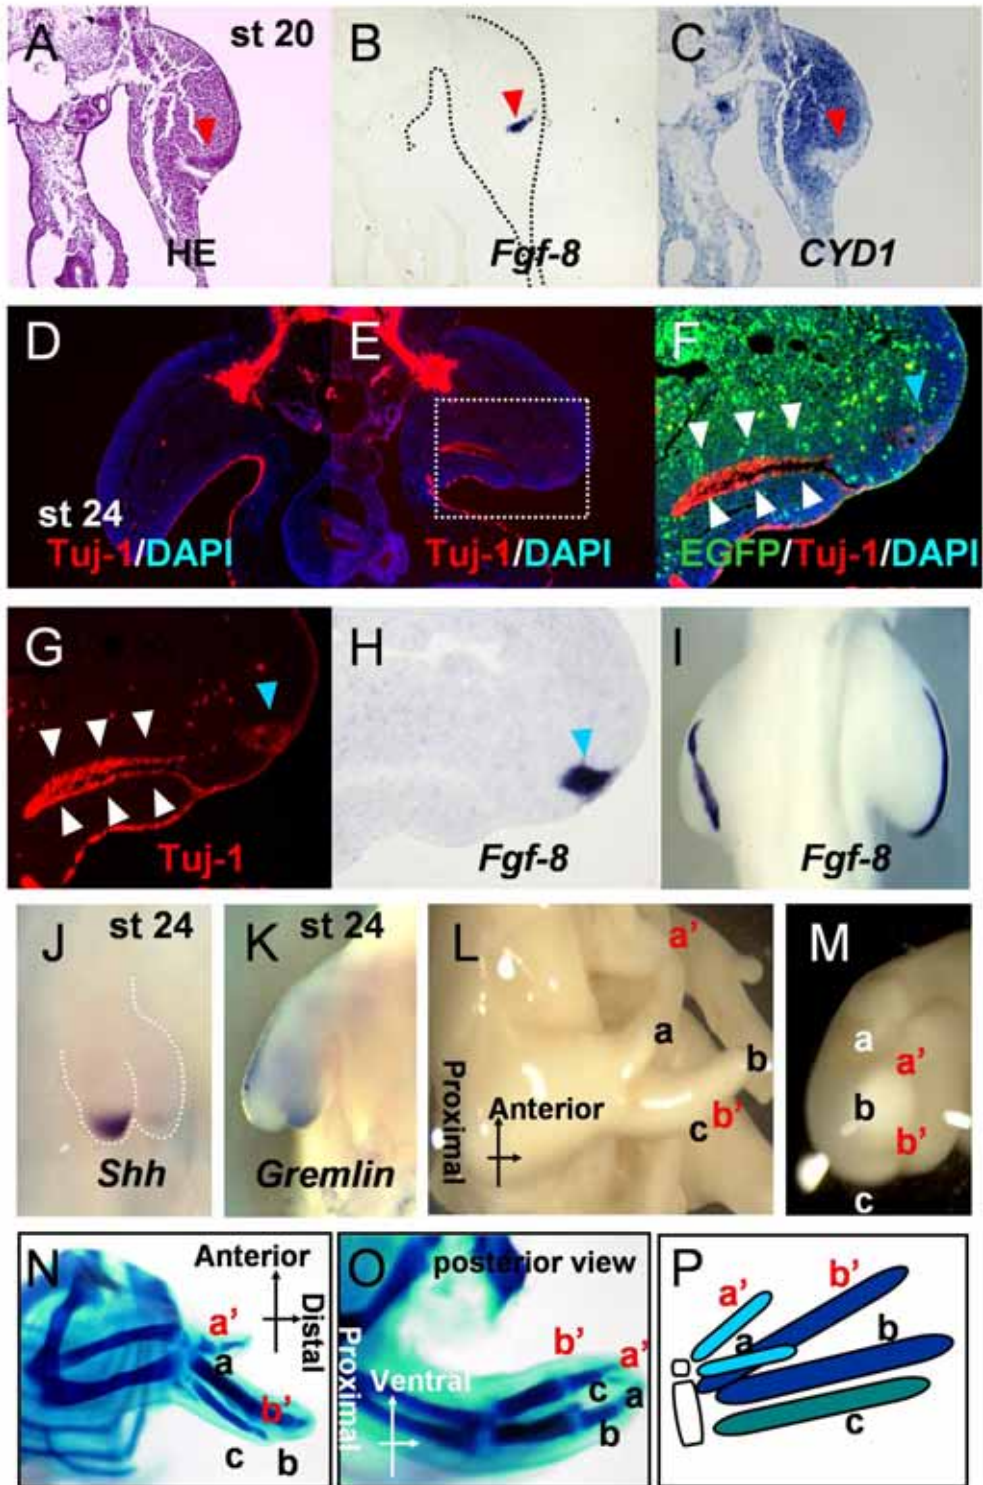 A
st 20
HE
B
Fgf-8
C
CYD1
D
st 24
Tuj-1/DAPI
E
Tuj-1/DAPI
F
EGFP/Tuj-1/DAPI
G
Tuj-1
H
Fgf-8
I
Fgf-8
J
st 24
Shh
K
st 24
Gremlin
L
a’
a
b
b’
c
Anterior
Proximal
M
a
a’
b
b’
c
N
Anterior
Distal
a’
a
b’
c
b
O
posterior view
Proximal
Ventral
b’
a’
c
a
b
P
a’
b’
a
b
c